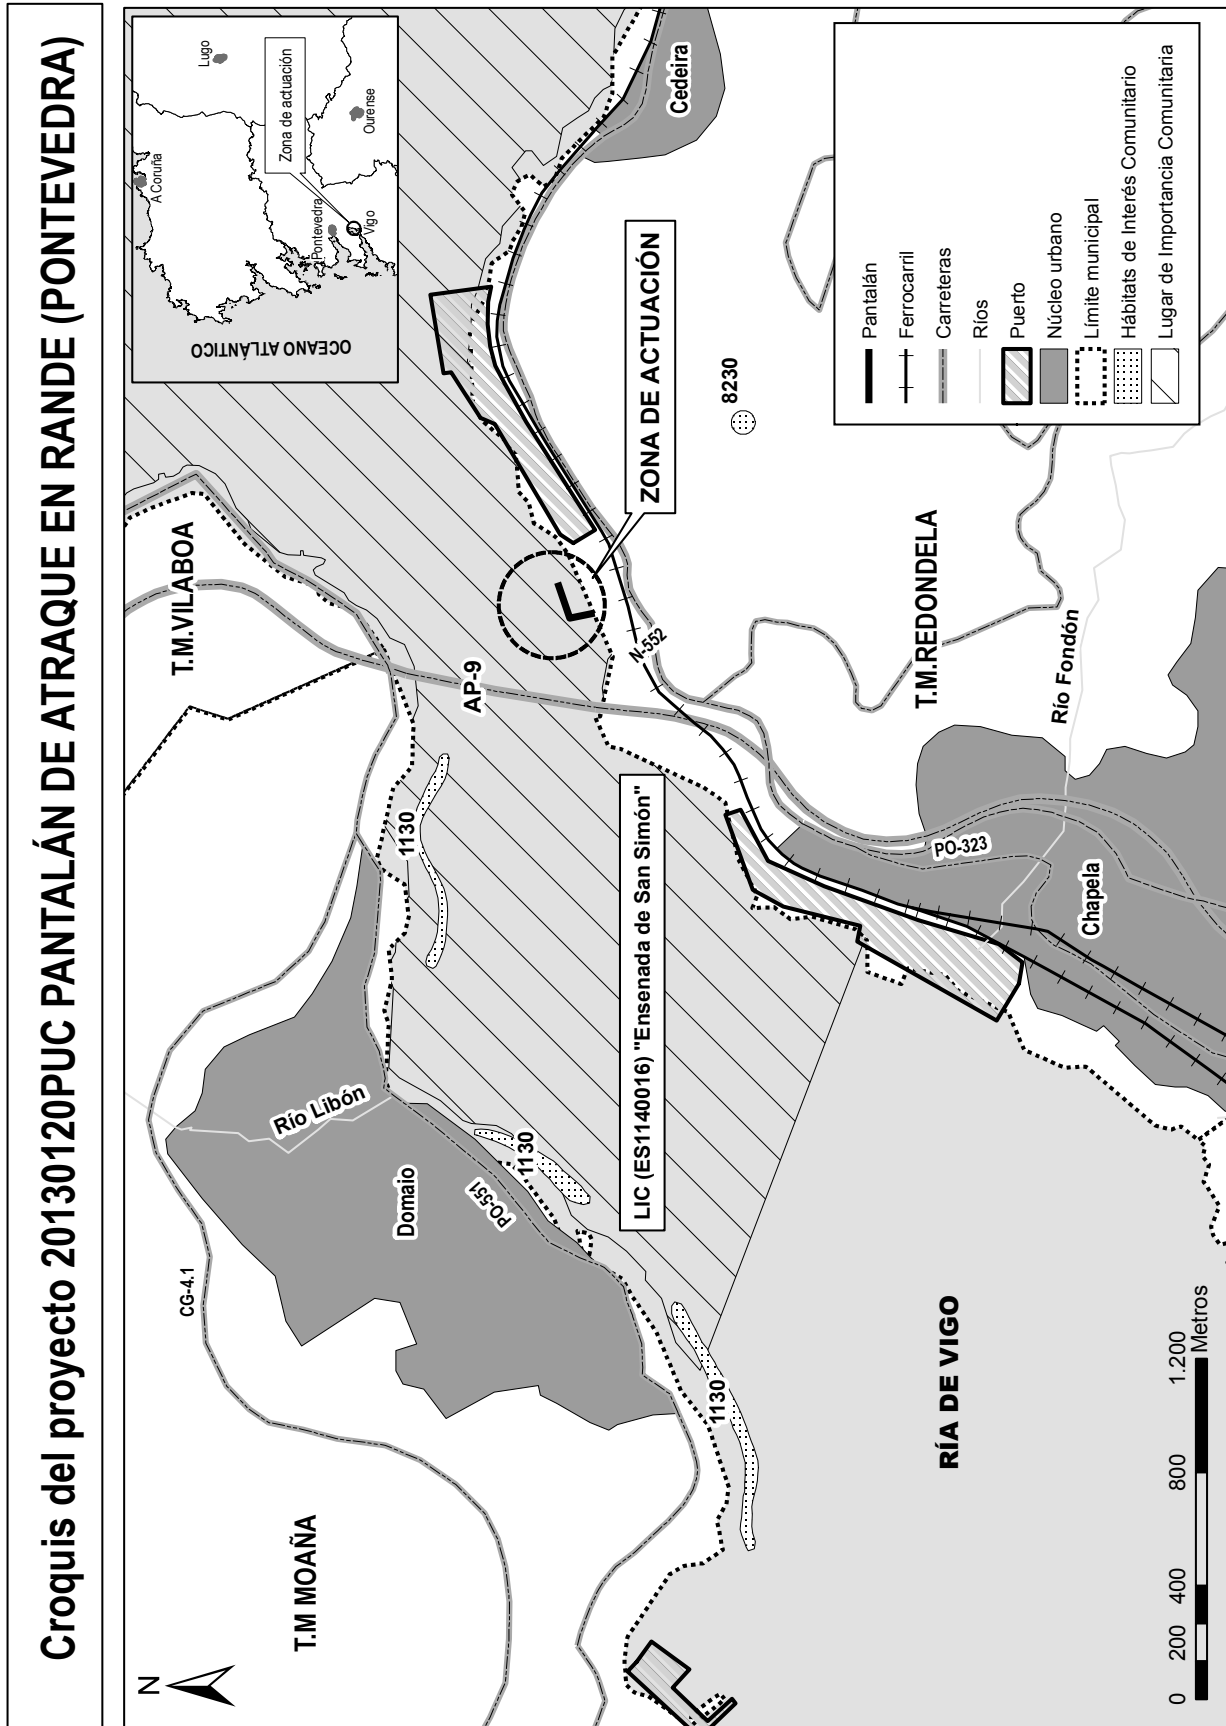 Croquis del proyecto 20130120PUC PANTALÁN DE ATRAQUE EN RANDE (PONTEVEDRA)
N
T.M MOAÑA
CG-4.1
Río Libón
Domaio
PO-551
1130
1130
1130
T.M.VILABOA
AP-9
LIC (ES1140016) "Ensenada de San Simón"
ZONA DE ACTUACIÓN
N-552
8230
Cedeira
T.M.REDONDELA
Río Fondón
PO-323
Chapela
RÍA DE VIGO
0 200 400 800 1.200
Metros
OCEANO ATLÁNTICO
A Coruña
Lugo
Pontevedra
Vigo
Ourense
Zona de actuación
Pantalán
Ferrocarril
Carreteras
Ríos
Puerto
Núcleo urbano
Límite municipal
Hábitats de Interés Comunitario
Lugar de Importancia Comunitaria